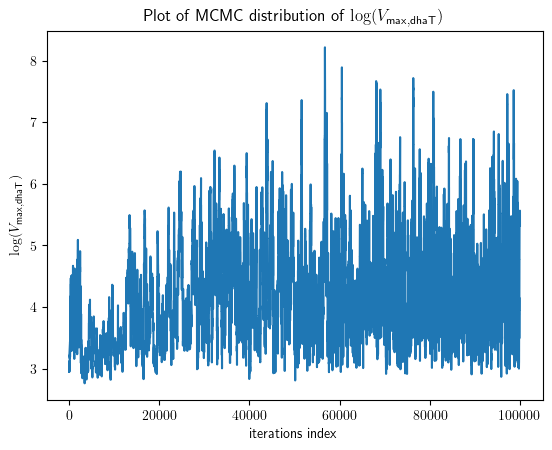 Plot of MCMC distribution of log(V_max,dhaT)
log(V_max,dhaT)
8
7
6
5
4
3
0 20000 40000 60000 80000 100000
iterations index